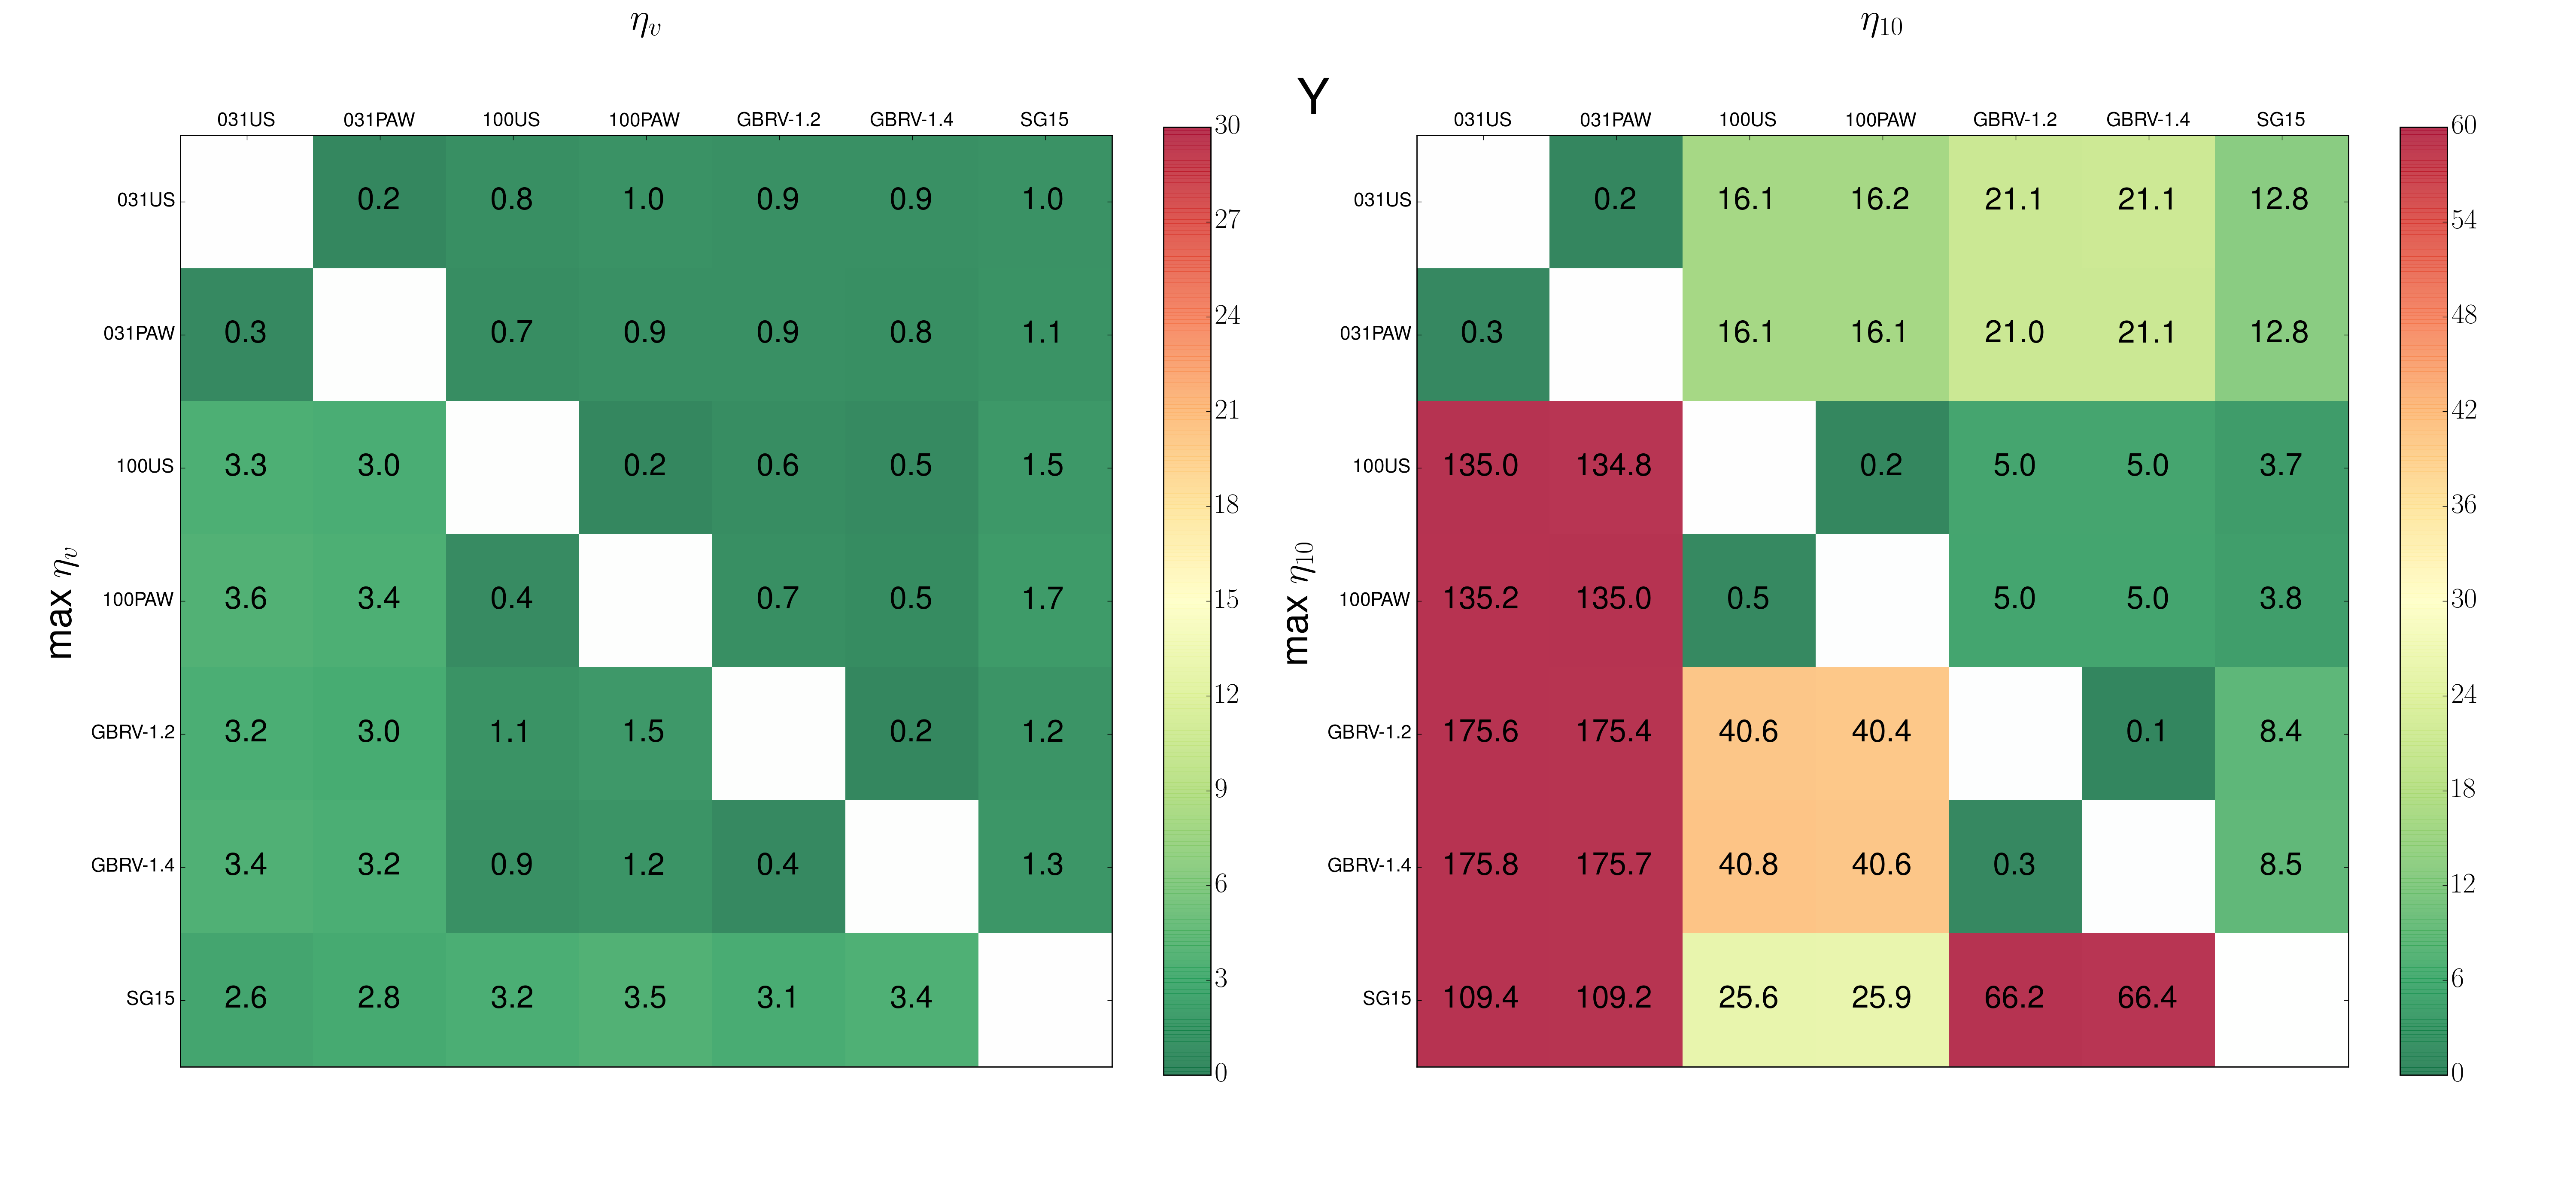 η_v
031US 031PAW 100US 100PAW GBRV-1.2 GBRV-1.4 SG15
031US 0.2 0.8 1.0 0.9 0.9 1.0
031PAW 0.3 0.7 0.9 0.9 0.8 1.1
100US 3.3 3.0 0.2 0.6 0.5 1.5
100PAW 3.6 3.4 0.4 0.7 0.5 1.7
GBRV-1.2 3.2 3.0 1.1 1.5 0.2 1.2
GBRV-1.4 3.4 3.2 0.9 1.2 0.4 1.3
SG15 2.6 2.8 3.2 3.5 3.1 3.4
max η_v
30
27
24
21
18
15
12
9
6
3
0
Y
η_10
031US 031PAW 100US 100PAW GBRV-1.2 GBRV-1.4 SG15
031US 0.2 16.1 16.2 21.1 21.1 12.8
031PAW 0.3 16.1 16.1 21.0 21.1 12.8
100US 135.0 134.8 0.2 5.0 5.0 3.7
100PAW 135.2 135.0 0.5 5.0 5.0 3.8
GBRV-1.2 175.6 175.4 40.6 40.4 0.1 8.4
GBRV-1.4 175.8 175.7 40.8 40.6 0.3 8.5
SG15 109.4 109.2 25.6 25.9 66.2 66.4
max η_10
60
54
48
42
36
30
24
18
12
6
0